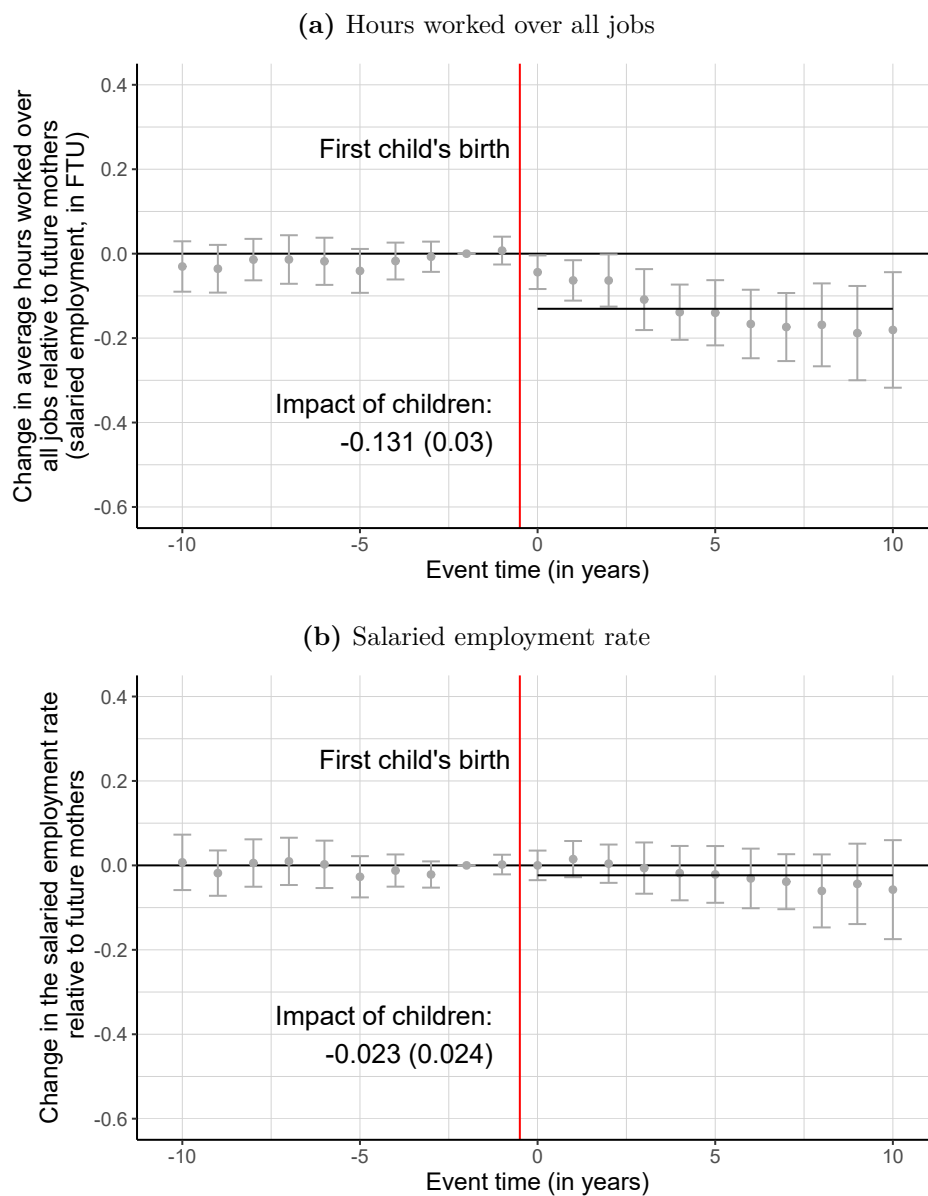 (a) Hours worked over all jobs
Change in average hours worked over
all jobs relative to future mothers
(salaried employment, in FTU)
0.4
0.2
0.0
-0.2
-0.4
-0.6
First child's birth
Impact of children:
-0.131 (0.03)
-10
-5
0
5
10
Event time (in years)
(b) Salaried employment rate
Change in the salaried employment rate
relative to future mothers
0.4
0.2
0.0
-0.2
-0.4
-0.6
First child's birth
Impact of children:
-0.023 (0.024)
-10
-5
0
5
10
Event time (in years)